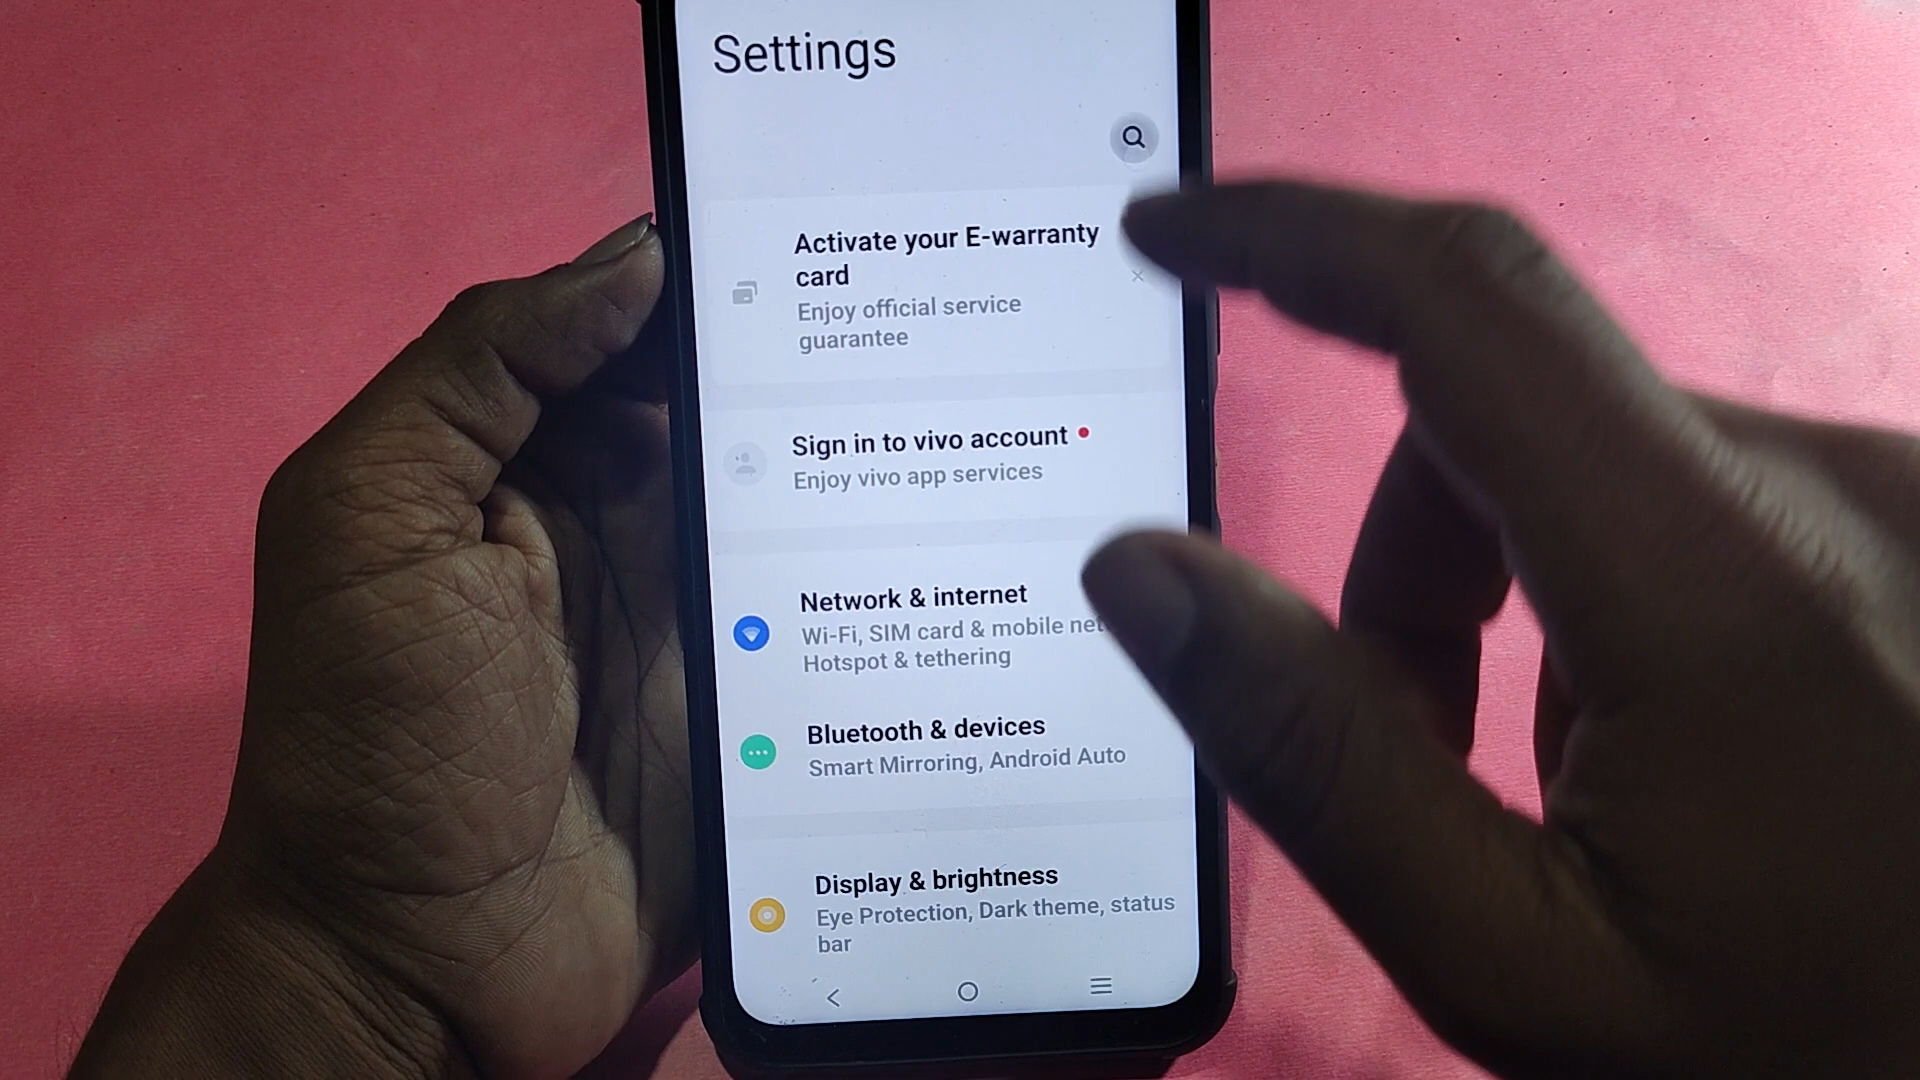 Settings
Activate your E-warranty
card
Enjoy official service
guarantee
Sign in to vivo account
Enjoy vivo app services
Network & internet
Wi-Fi, SIM card & mobile
Hotspot & tethering
Bluetooth & devices
Smart Mirroring, Android Auto
Display & brightness
Eye Protection, Dark theme, status
bar